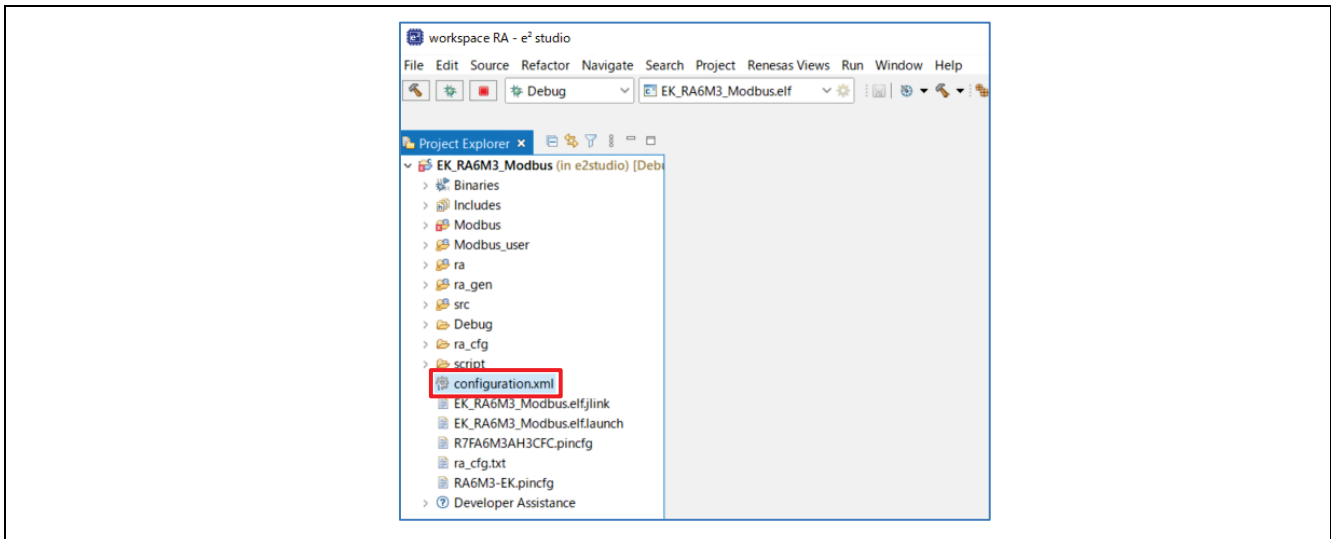 workspace RA - e² studio
File Edit Source Refactor Navigate Search Project Renesas Views Run Window Help
Debug EK_RA6M3_Modbus.elf
Project Explorer
EK_RA6M3_Modbus (in e2studio) [Debu
Binaries
Includes
Modbus
Modbus_user
ra
ra_gen
src
Debug
ra_cfg
script
configuration.xml
EK_RA6M3_Modbus.elf.jlink
EK_RA6M3_Modbus.elf.launch
R7FA6M3AH3CFC.pincfg
ra_cfg.txt
RA6M3-EK.pincfg
Developer Assistance